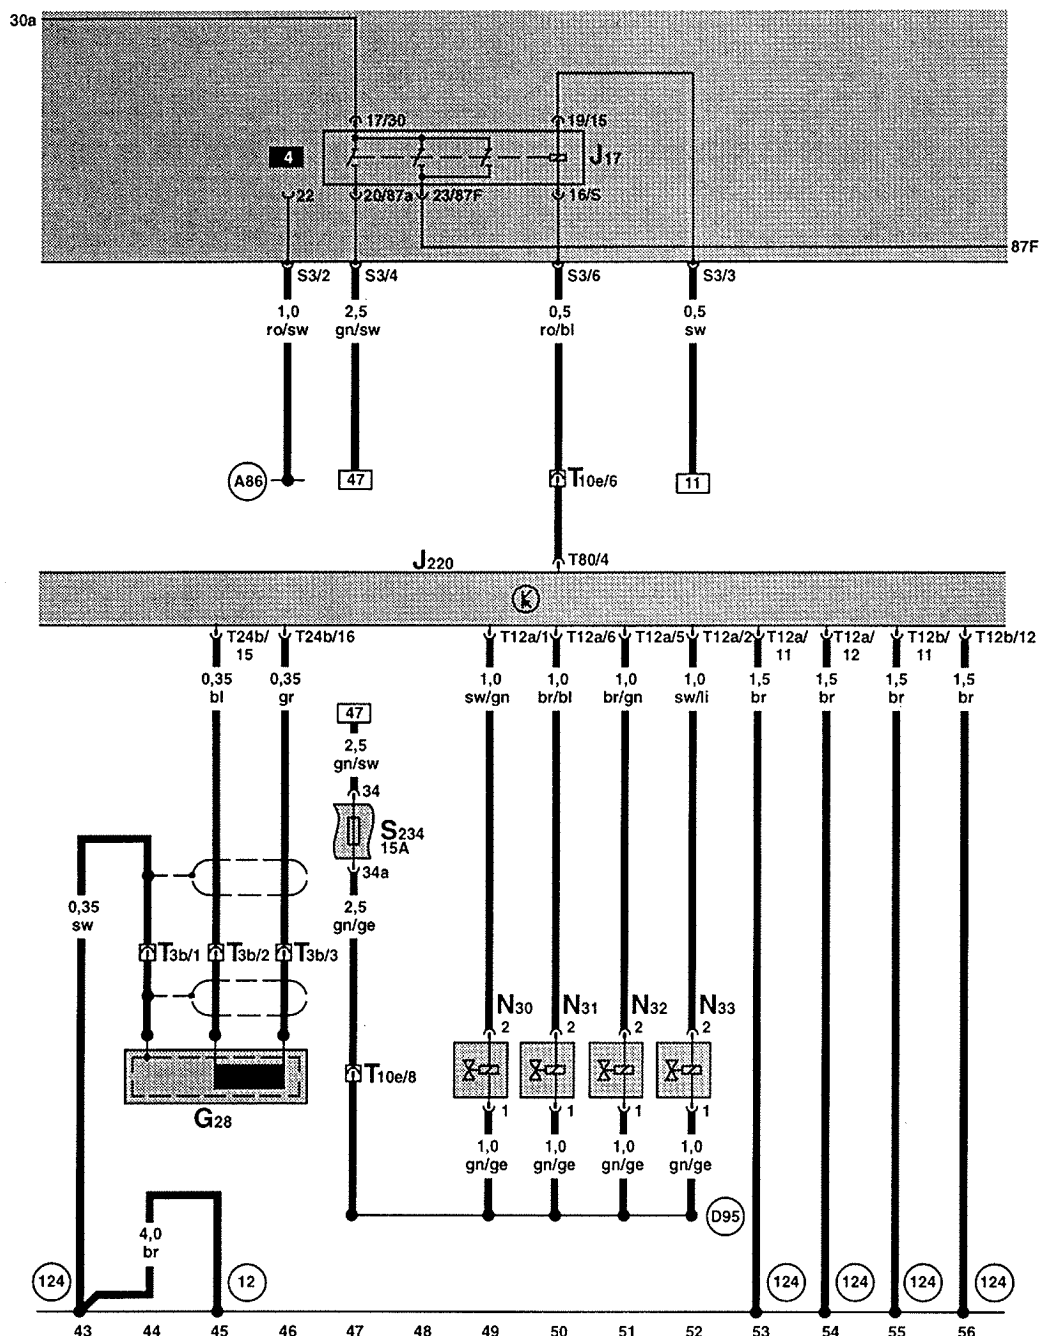 30a
17/30
19/15
4
J17
22
20/87a
23/87F
16/S
87F
S3/2
S3/4
S3/6
S3/3
1,0
ro/sw
2,5
gn/sw
0,5
ro/bl
0,5
sw
A86
47
T10e/6
11
J220
T80/4
T24b/
15
T24b/16
T12a/1
T12a/6
T12a/5
T12a/2
T12a/
11
T12a/
12
T12b/
11
T12b/12
0,35
bl
0,35
gr
1,0
sw/gn
1,0
br/bl
1,0
br/gn
1,0
sw/li
1,5
br
1,5
br
1,5
br
1,5
br
47
2,5
gn/sw
34
S234
15A
34a
2,5
gn/ge
0,35
sw
T3b/1
T3b/2
T3b/3
N30
N31
N32
N33
2
2
2
2
T10e/8
G28
1
1
1
1
1,0
gn/ge
1,0
gn/ge
1,0
gn/ge
1,0
gn/ge
D95
4,0
br
124
12
124
124
124
124
43 44 45 46 47 48 49 50 51 52 53 54 55 56